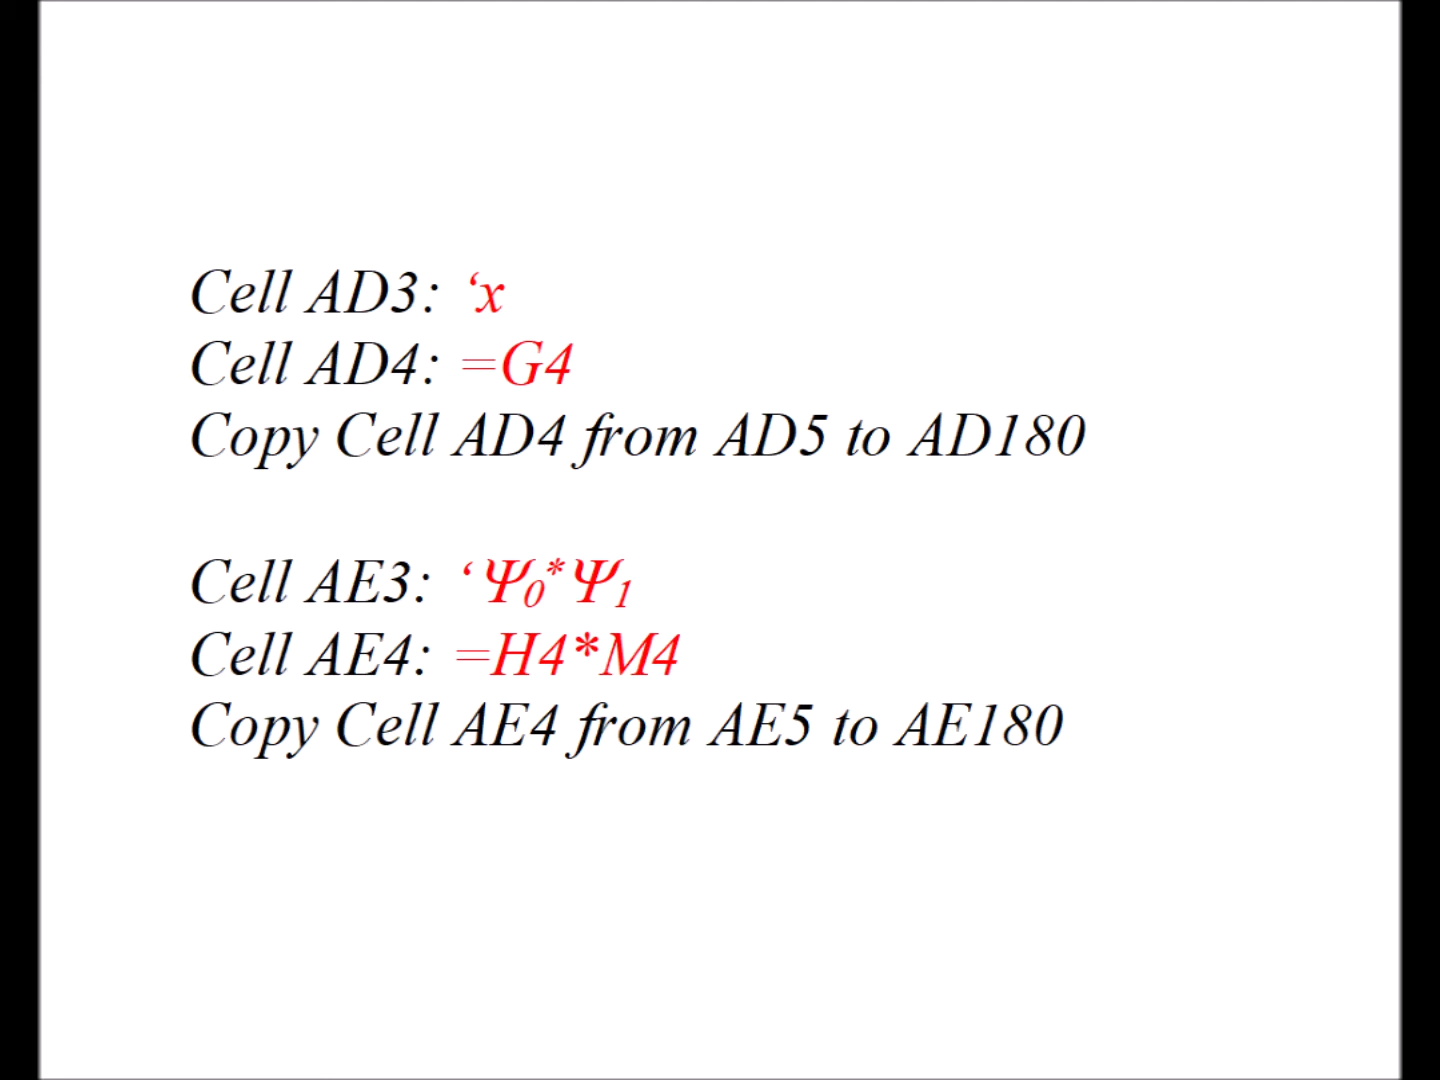 Cell AD3: ‘x
Cell AD4: =G4
Copy Cell AD4 from AD5 to AD180
Cell AE3: ‘Ψ₀*Ψ₁
Cell AE4: =H4*M4
Copy Cell AE4 from AE5 to AE180